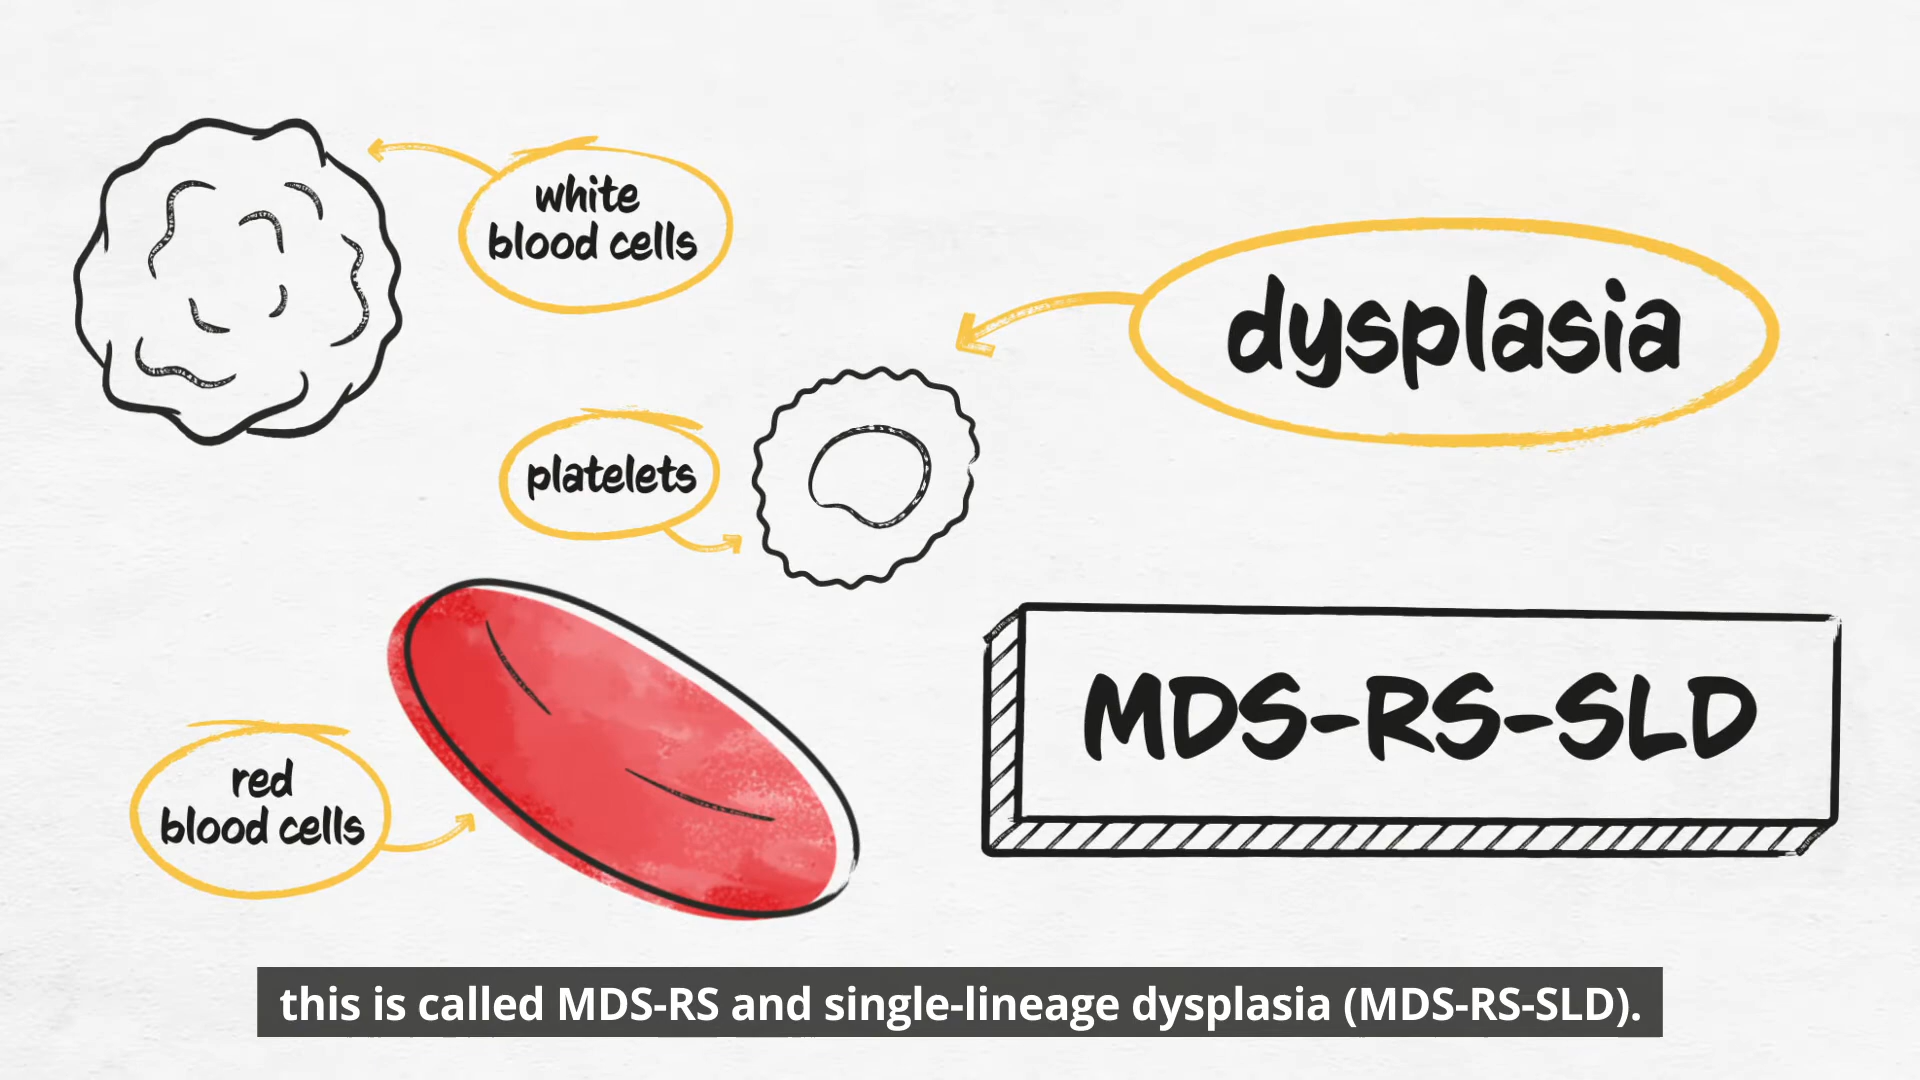 white
blood cells
dysplasia
platelets
MDS-RS-SLD
red
blood cells
this is called MDS-RS and single-lineage dysplasia (MDS-RS-SLD).